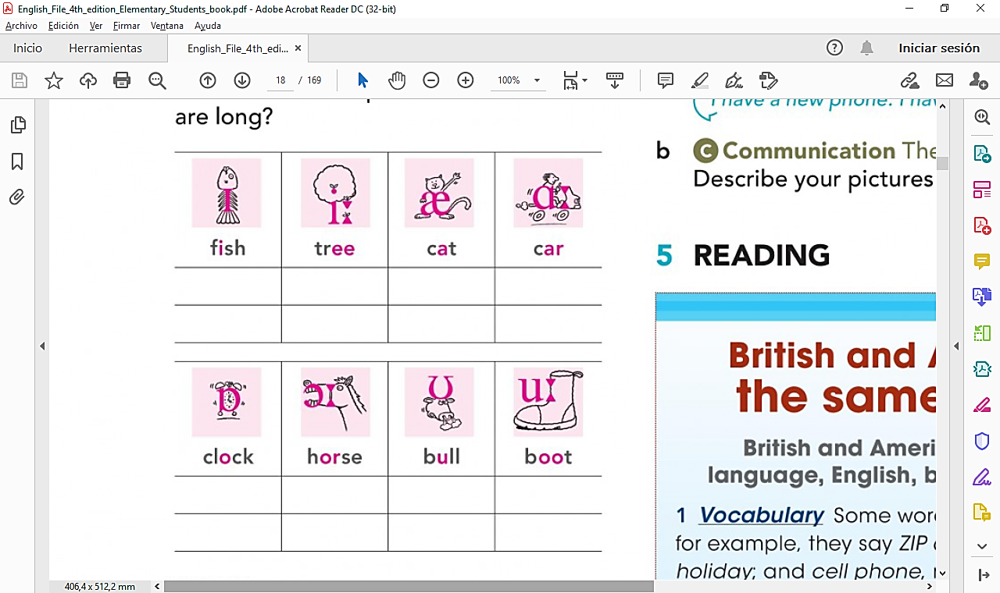 English_File_4th_edition_Elementary_Students_book.pdf - Adobe Acrobat Reader DC (32-bit)
Archivo Edición Ver Firmar Ventana Ayuda
Inicio Herramientas English_File_4th_edi... × Iniciar sesión
18 / 169 100%
are long?
ɪ iː æ ɑː
fish tree cat car
ɒ ɔː ʊ uː
clock horse bull boot
I have a new phone. I hav
b C Communication The
Describe your pictures
5 READING
British and A
the same
British and Ameri
language, English, b
1 Vocabulary Some wor
for example, they say ZIP
holiday; and cell phone,
406,4 x 512,2 mm